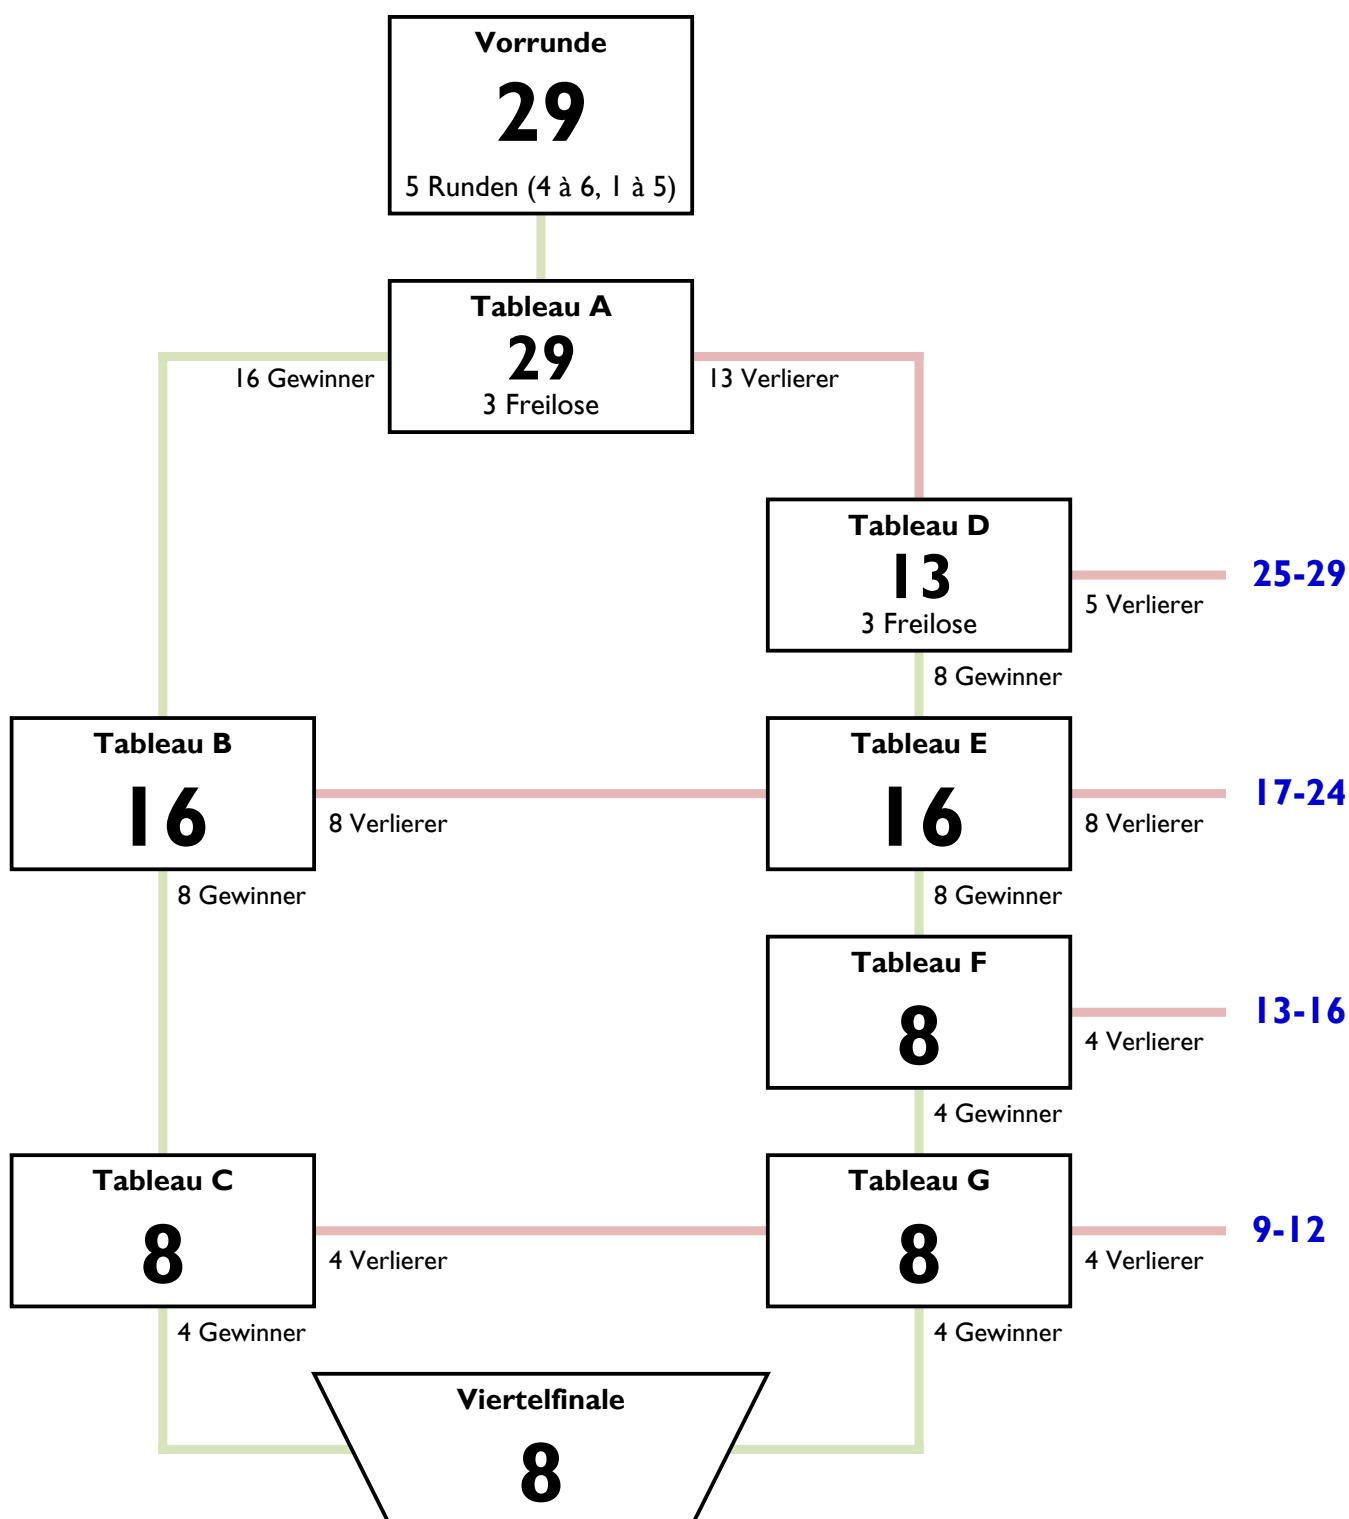 Vorrunde
29
5 Runden (4 à 6, 1 à 5)
Tableau A
29
3 Freilose
16 Gewinner
13 Verlierer
Tableau D
13
3 Freilose
5 Verlierer
25-29
8 Gewinner
Tableau B
16
8 Verlierer
8 Gewinner
Tableau E
16
8 Verlierer
17-24
8 Gewinner
Tableau F
8
4 Verlierer
13-16
4 Gewinner
Tableau C
8
4 Verlierer
4 Gewinner
Tableau G
8
4 Verlierer
9-12
4 Gewinner
Viertelfinale
8